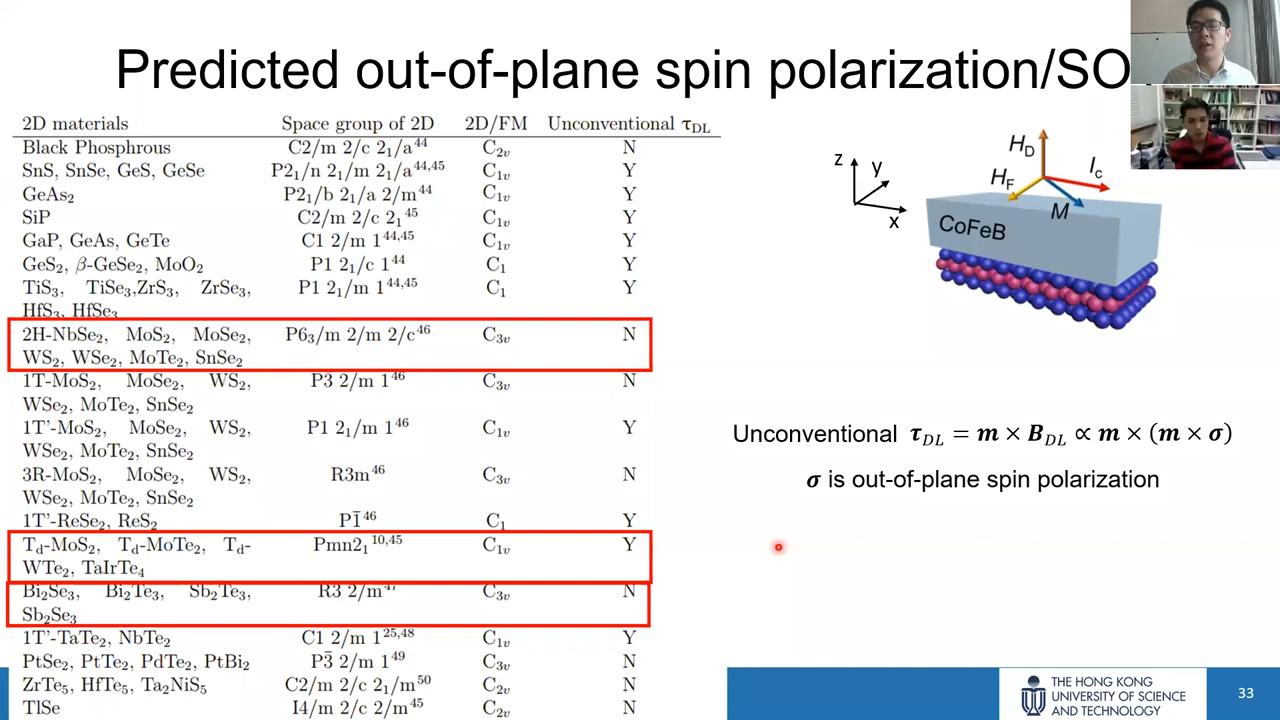 Predicted out-of-plane spin polarization/SO
2D materials Space group of 2D 2D/FM Unconventional τDL
Black Phosphrous C2/m 2/c 2₁/a⁴⁴ C₂ᵥ N
SnS, SnSe, GeS, GeSe P2₁/n 2₁/m 2₁/a⁴⁴,⁴⁵ C₁ᵥ Y
GeAs₂ P2₁/b 2₁/a 2/m⁴⁴ C₁ᵥ Y
SiP C2/m 2/c 2₁⁴⁵ C₁ᵥ Y
GaP, GeAs, GeTe C1 2/m 1⁴⁴,⁴⁵ C₁ᵥ Y
GeS₂, β-GeSe₂, MoO₂ P1 2₁/c 1⁴⁴ C₁ Y
TiS₃, TiSe₃,ZrS₃, ZrSe₃, P1 2₁/m 1⁴⁴,⁴⁵ C₁ Y
HfS₃, HfSe₃
2H-NbSe₂, MoS₂, MoSe₂, P6₃/m 2/m 2/c⁴⁶ C₃ᵥ N
WS₂, WSe₂, MoTe₂, SnSe₂
1T-MoS₂, MoSe₂, WS₂, P3 2/m 1⁴⁶ C₃ᵥ N
WSe₂, MoTe₂, SnSe₂
1T'-MoS₂, MoSe₂, WS₂, P1 2₁/m 1⁴⁶ C₁ᵥ Y
WSe₂, MoTe₂, SnSe₂
3R-MoS₂, MoSe₂, WS₂, R3m⁴⁶ C₃ᵥ N
WSe₂, MoTe₂, SnSe₂
1T'-ReSe₂, ReS₂ P1̄⁴⁶ C₁ Y
Td-MoS₂, Td-MoTe₂, Td- Pmn2₁¹⁰,⁴⁵ C₁ᵥ Y
WTe₂, TaIrTe₄
Bi₂Se₃, Bi₂Te₃, Sb₂Te₃, R3 2/m⁴⁷ C₃ᵥ N
Sb₂Se₃
1T'-TaTe₂, NbTe₂ C1 2/m 1²⁵,⁴⁸ C₁ᵥ Y
PtSe₂, PtTe₂, PdTe₂, PtBi₂ P3̄ 2/m 1⁴⁹ C₃ᵥ N
ZrTe₅, HfTe₅, Ta₂NiS₅ C2/m 2/c 2₁/m⁵⁰ C₂ᵥ N
TlSe I4/m 2/c 2/m⁴⁵ C₂ᵥ N
z
y
x
HD
HF
Ic
M
CoFeB
Unconventional τDL = m × BDL ∝ m × (m × σ)
σ is out-of-plane spin polarization
THE HONG KONG
UNIVERSITY OF SCIENCE
AND TECHNOLOGY
33